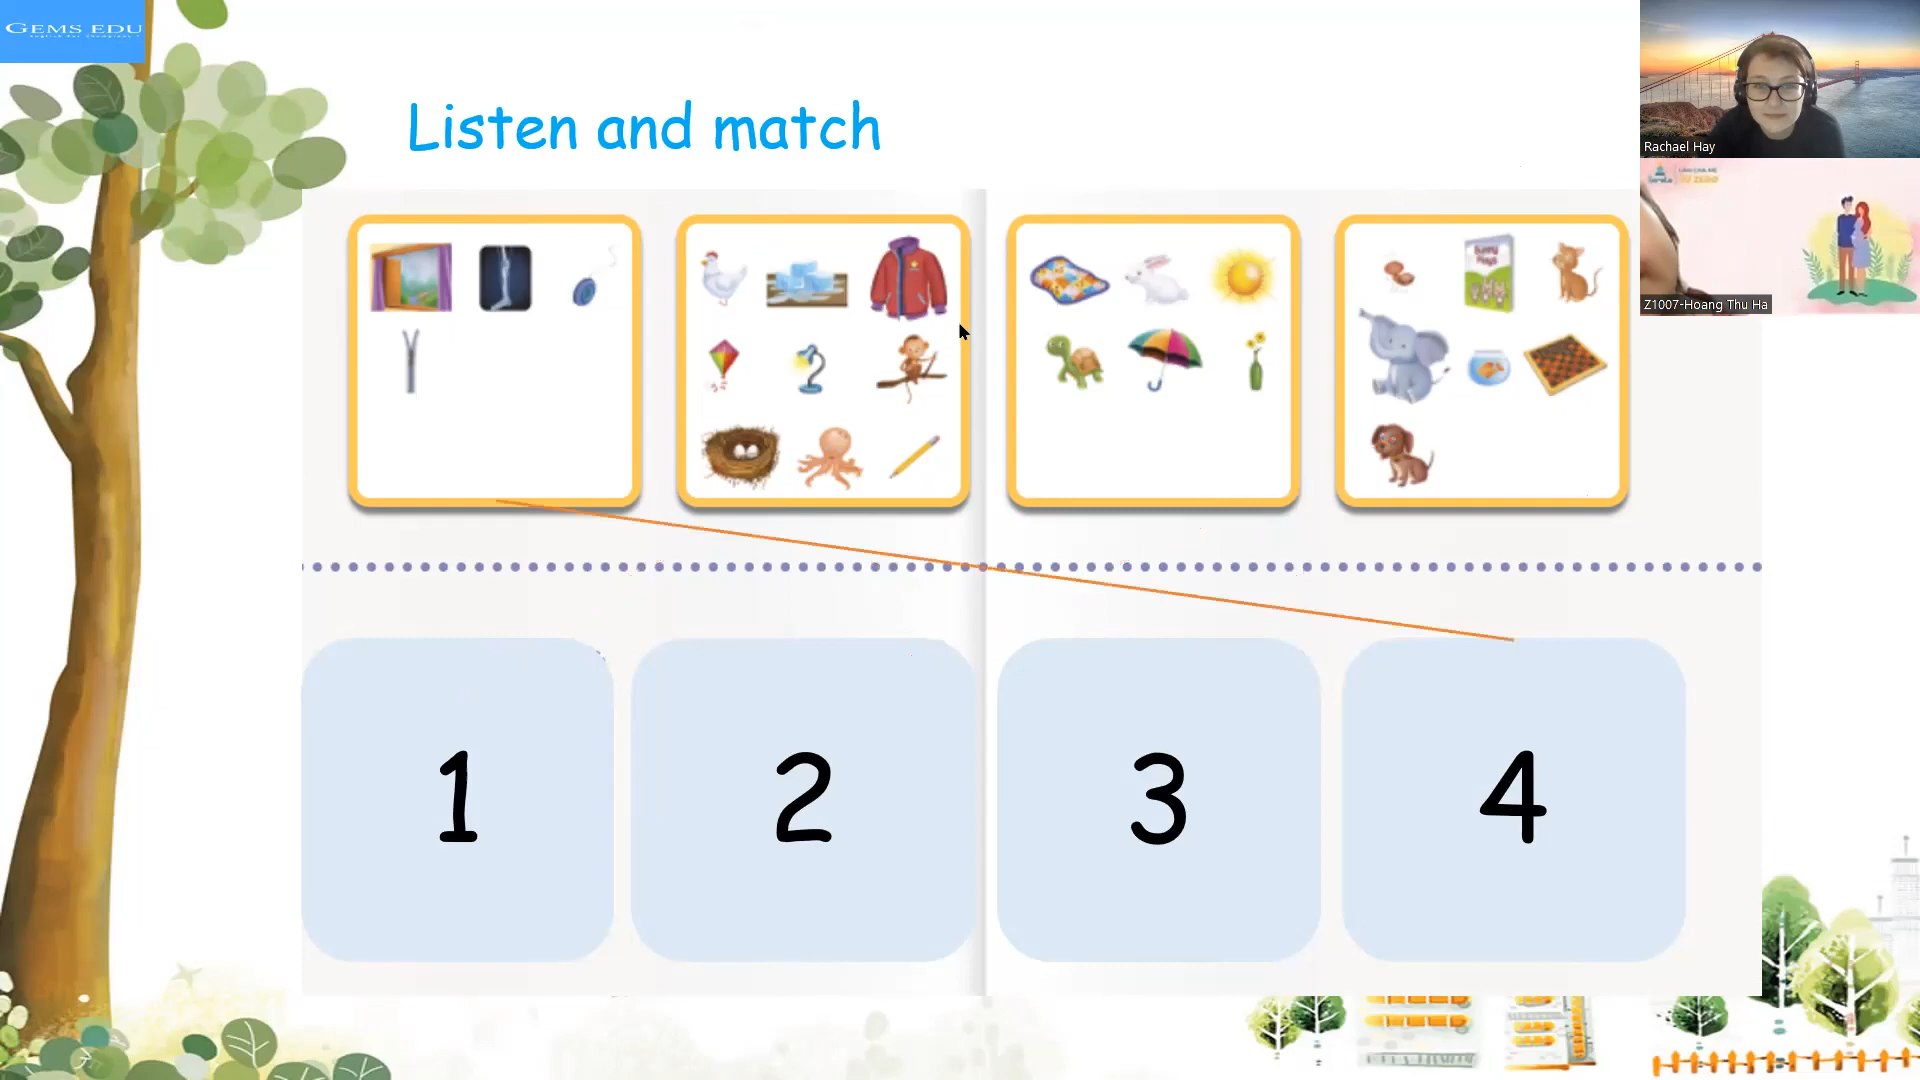 GEMS EDU
Listen and match
Rachael Hay
Z1007-Hoang Thu Ha
1
2
3
4